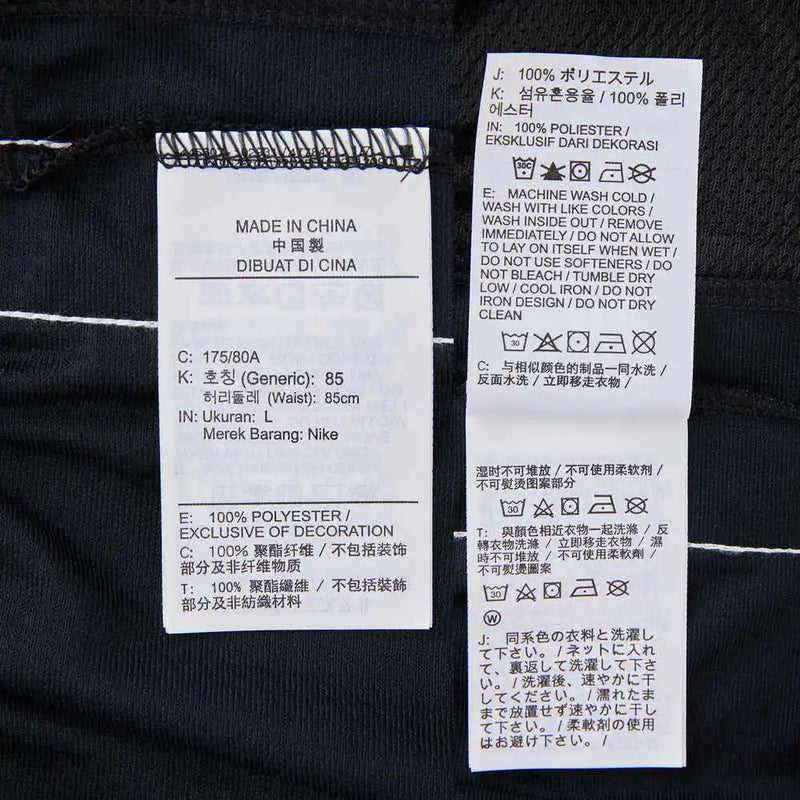 MADE IN CHINA
中国製
DIBUAT DI CINA
C: 175/80A
K: 호칭 (Generic): 85
허리둘레 (Waist): 85cm
IN: Ukuran: L
Merek Barang: Nike
E: 100% POLYESTER /
EXCLUSIVE OF DECORATION
C: 100% 聚酯纤维 / 不包括装饰
部分及非纤维物质
T: 100% 聚酯纖維 / 不包括裝飾
部分及非紡織材料
J: 100% ポリエステル
K: 섬유혼용율 / 100% 폴리
에스터
IN: 100% POLIESTER /
EKSKLUSIF DARI DEKORASI
30C
E: MACHINE WASH COLD /
WASH WITH LIKE COLORS /
WASH INSIDE OUT / REMOVE
IMMEDIATELY / DO NOT ALLOW
TO LAY ON ITSELF WHEN WET /
DO NOT USE SOFTENERS / DO
NOT BLEACH / TUMBLE DRY
LOW / COOL IRON / DO NOT
IRON DESIGN / DO NOT DRY
CLEAN
30
C: 与相似颜色的制品一同水洗 /
反面水洗 / 立即移走衣物 /
湿时不可堆放 / 不可使用柔软剂 /
不可熨烫图案部分
30
T: 與顏色相近衣物一起洗滌 / 反
轉衣物洗滌 / 立即移走衣物 / 濕
時不可堆放 / 不可使用柔軟劑 /
不可熨燙圖案
30
W
J: 同系色の衣料と洗濯し
て下さい。/ ネットに入れ
て、裏返して洗濯して下さ
い。/ 洗濯後、速やかに干し
てください。/ 濡れたま
まで放置せず速やかに干し
て下さい / 柔軟剤の使用
はお避け下さい。/